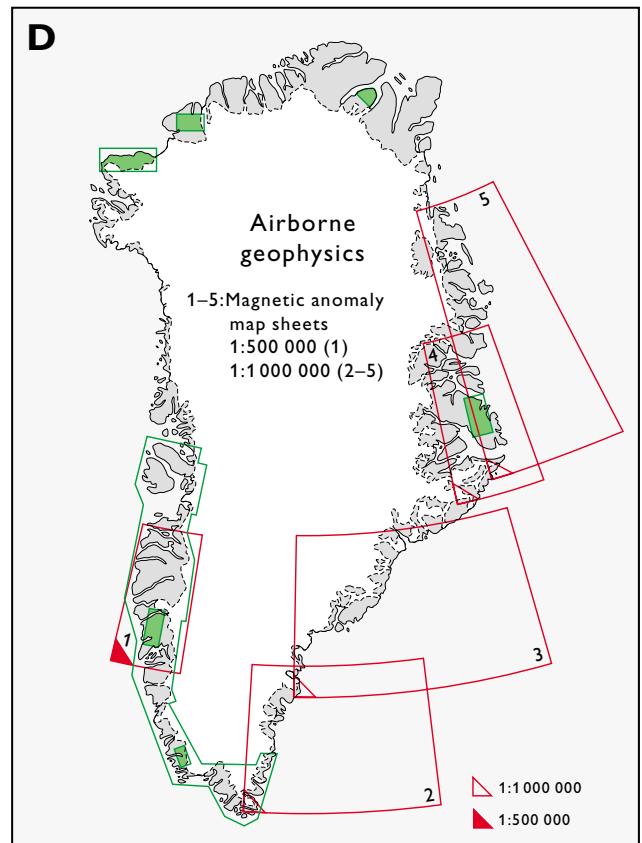 D
Airborne
geophysics
1–5:Magnetic anomaly
map sheets
1:500 000 (1)
1:1 000 000 (2–5)
5
4
1
3
2
1:1 000 000
1:500 000